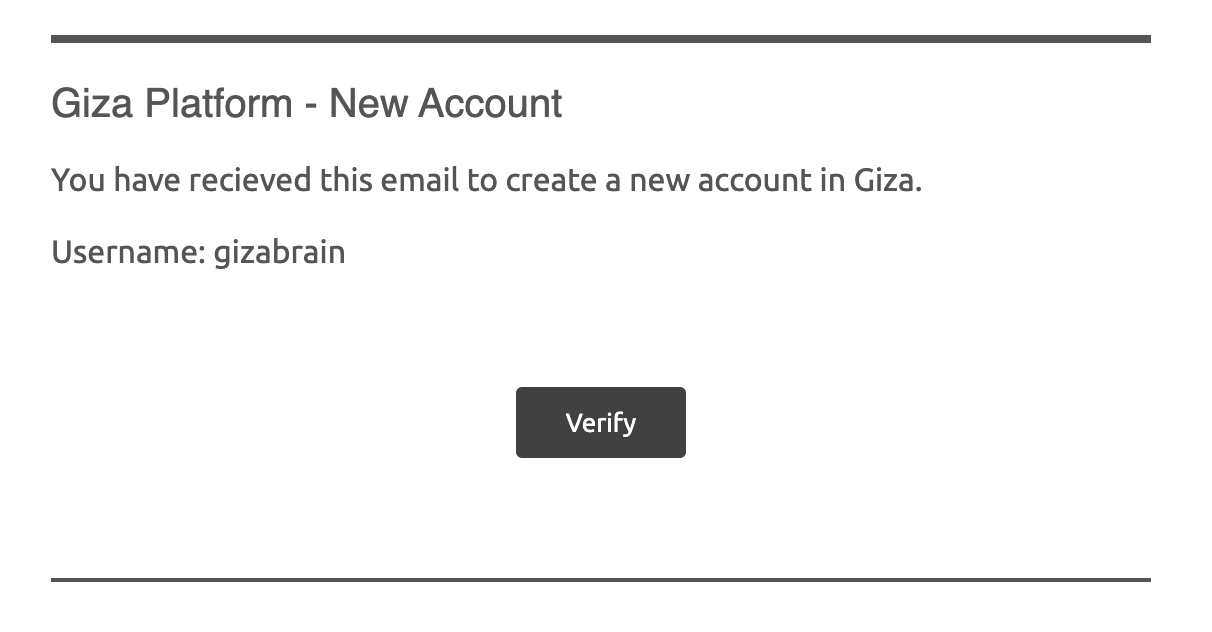 Giza Platform - New Account
You have recieved this email to create a new account in Giza.
Username: gizabrain
Verify